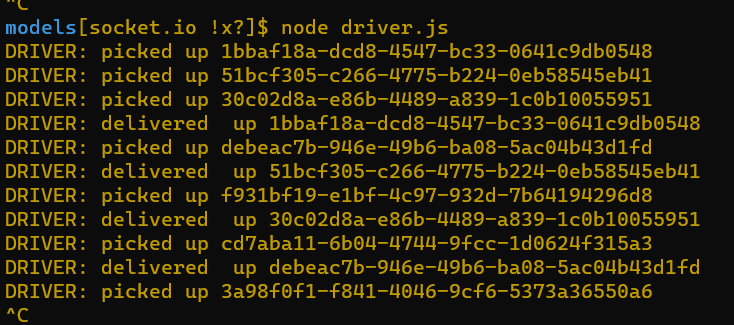 ^C
models[socket.io !x?]$ node driver.js
DRIVER: picked up 1bbaf18a-dcd8-4547-bc33-0641c9db0548
DRIVER: picked up 51bcf305-c266-4775-b224-0eb58545eb41
DRIVER: picked up 30c02d8a-e86b-4489-a839-1c0b10055951
DRIVER: delivered  up 1bbaf18a-dcd8-4547-bc33-0641c9db0548
DRIVER: picked up debeac7b-946e-49b6-ba08-5ac04b43d1fd
DRIVER: delivered  up 51bcf305-c266-4775-b224-0eb58545eb41
DRIVER: picked up f931bf19-e1bf-4c97-932d-7b64194296d8
DRIVER: delivered  up 30c02d8a-e86b-4489-a839-1c0b10055951
DRIVER: picked up cd7aba11-6b04-4744-9fcc-1d0624f315a3
DRIVER: delivered  up debeac7b-946e-49b6-ba08-5ac04b43d1fd
DRIVER: picked up 3a98f0f1-f841-4046-9cf6-5373a36550a6
^C